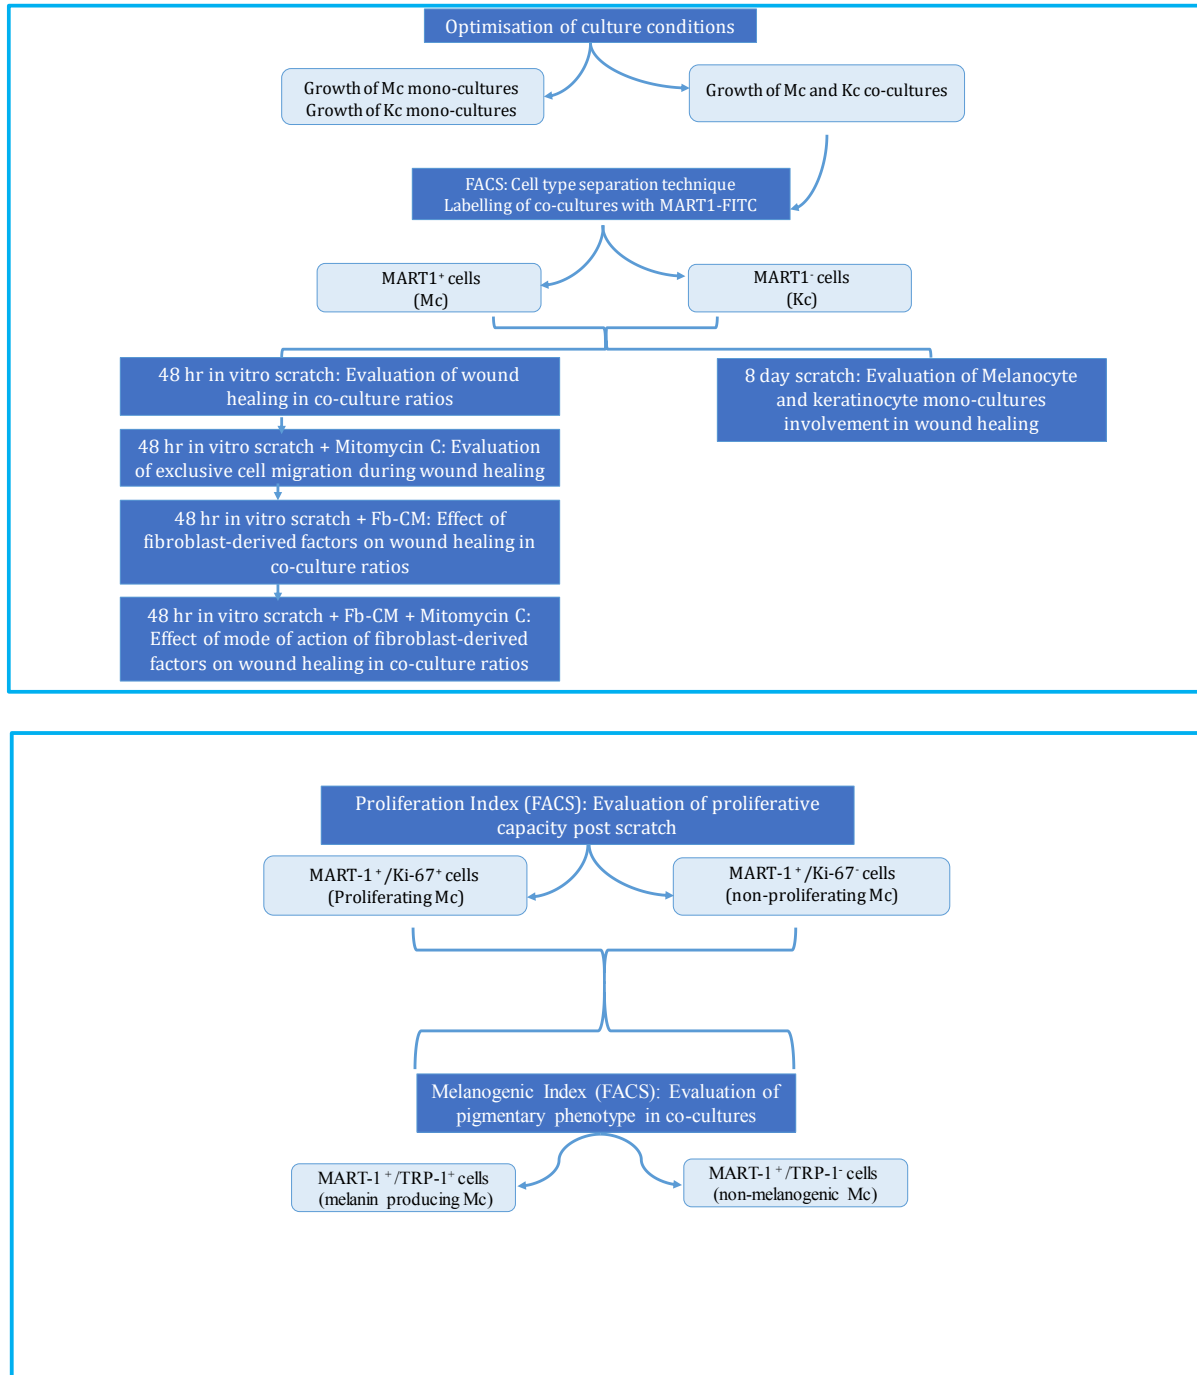 Optimisation of culture conditions
Growth of Mc mono-cultures
Growth of Kc mono-cultures
Growth of Mc and Kc co-cultures
FACS: Cell type separation technique
Labelling of co-cultures with MART1-FITC
MART1⁺ cells
(Mc)
MART1⁻ cells
(Kc)
48 hr in vitro scratch: Evaluation of wound
healing in co-culture ratios
8 day scratch: Evaluation of Melanocyte
and keratinocyte mono-cultures
involvement in wound healing
48 hr in vitro scratch + Mitomycin C: Evaluation
of exclusive cell migration during wound healing
48 hr in vitro scratch + Fb-CM: Effect of
fibroblast-derived factors on wound healing in
co-culture ratios
48 hr in vitro scratch + Fb-CM + Mitomycin C:
Effect of mode of action of fibroblast-derived
factors on wound healing in co-culture ratios
Proliferation Index (FACS): Evaluation of proliferative
capacity post scratch
MART-1⁺/Ki-67⁺ cells
(Proliferating Mc)
MART-1⁺/Ki-67⁻ cells
(non-proliferating Mc)
Melanogenic Index (FACS): Evaluation of
pigmentary phenotype in co-cultures
MART-1⁺/TRP-1⁺ cells
(melanin producing Mc)
MART-1⁺/TRP-1⁻ cells
(non-melanogenic Mc)